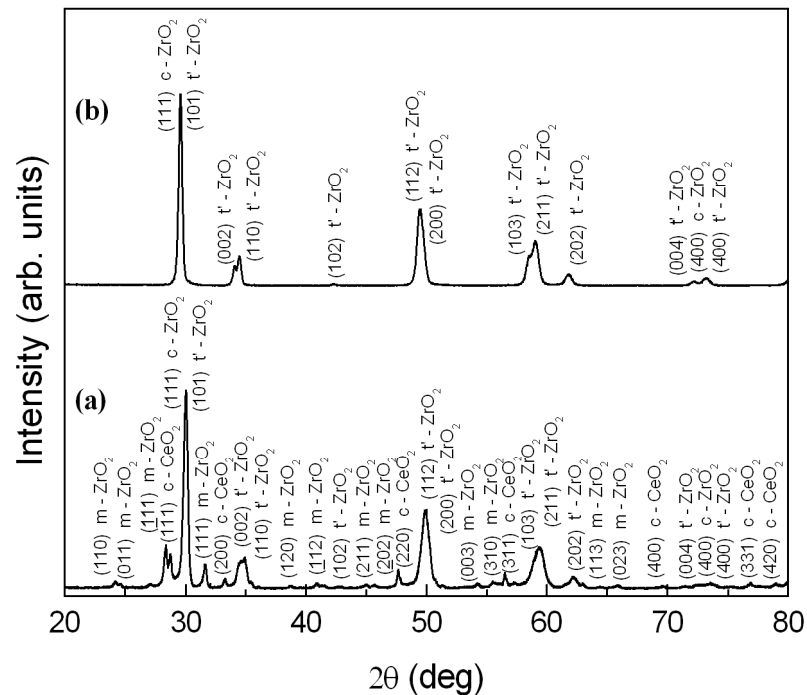 (b)
(111) c - ZrO₂
(101) t' - ZrO₂
(002) t' - ZrO₂
(110) t' - ZrO₂
(102) t' - ZrO₂
(112) t' - ZrO₂
(200) t' - ZrO₂
(103) t' - ZrO₂
(211) t' - ZrO₂
(202) t' - ZrO₂
(004) t' - ZrO₂
(400) c - ZrO₂
(400) t' - ZrO₂
(a)
(110) m - ZrO₂
(011) m - ZrO₂
(1̲11) m - ZrO₂
(111) c - CeO₂
(111) c - ZrO₂
(101) t' - ZrO₂
(111) m - ZrO₂
(200) c - CeO₂
(002) t' - ZrO₂
(110) t' - ZrO₂
(120) m - ZrO₂
(1̲12) m - ZrO₂
(102) t' - ZrO₂
(211) m - ZrO₂
(202̲) m - ZrO₂
(220) c - CeO₂
(112) t' - ZrO₂
(200) t' - ZrO₂
(003) m - ZrO₂
(310) m - ZrO₂
(311) c - CeO₂
(103) t' - ZrO₂
(211) t' - ZrO₂
(202) t' - ZrO₂
(113) m - ZrO₂
(023) m - ZrO₂
(400) c - CeO₂
(004) t' - ZrO₂
(400) c - ZrO₂
(400) t' - ZrO₂
(331) c - CeO₂
(420) c - CeO₂
Intensity (arb. units)
20 30 40 50 60 70 80
2θ (deg)